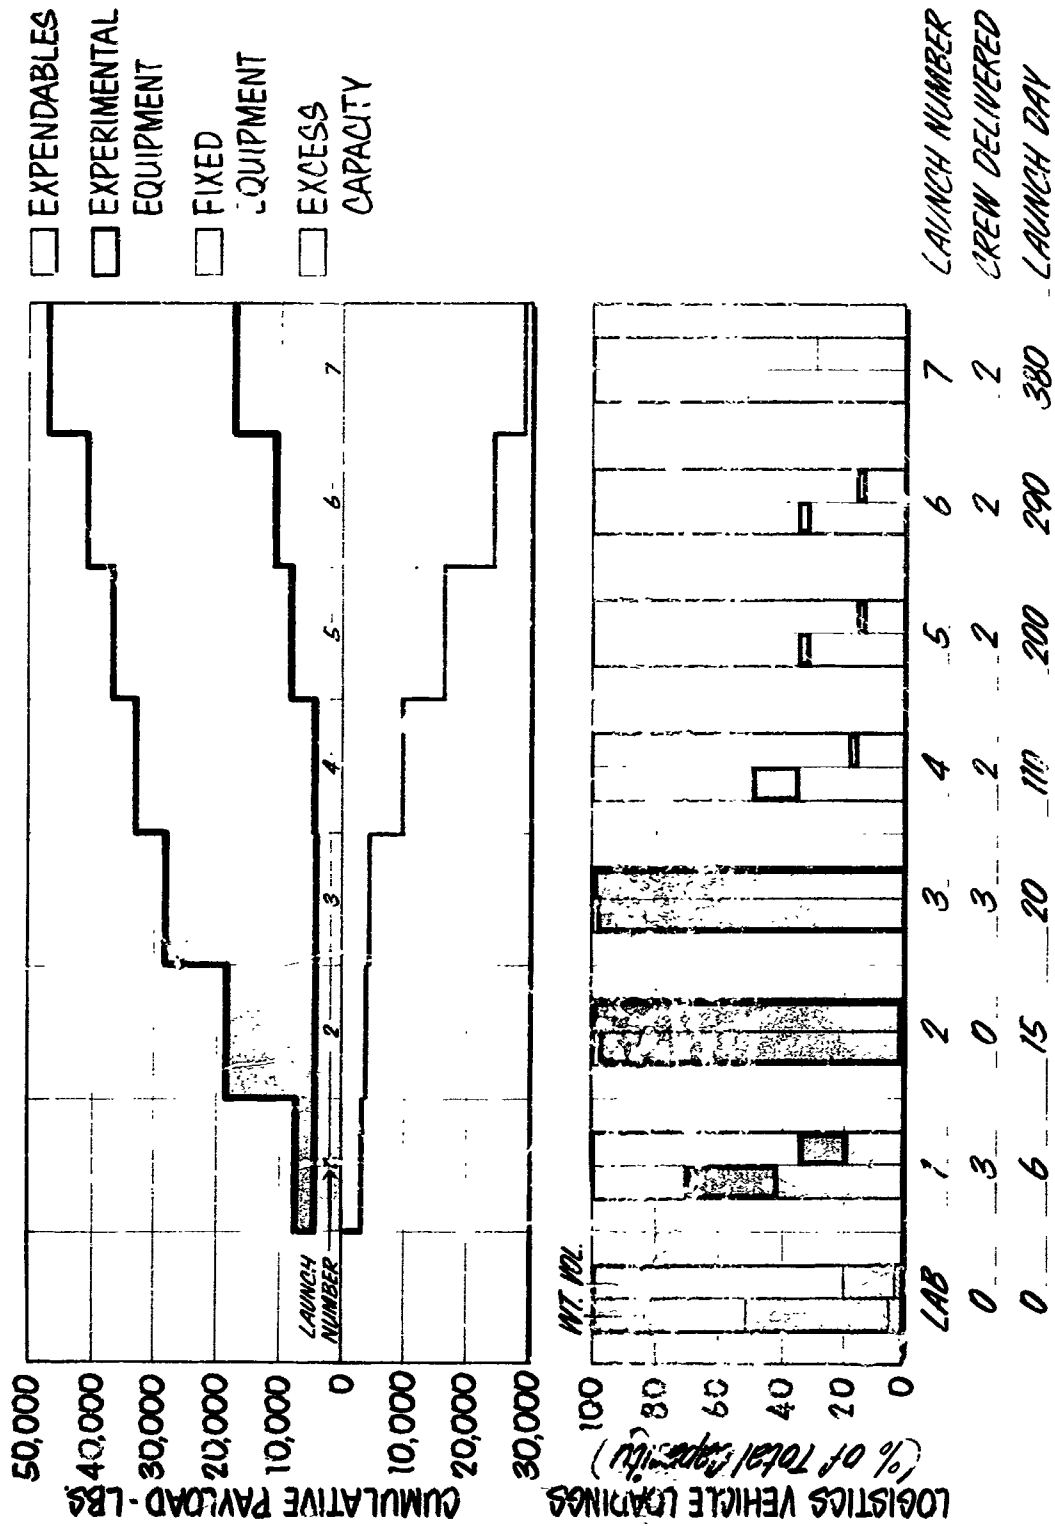 EXPENDABLES
EXPERIMENTAL
EQUIPMENT
FIXED
EQUIPMENT
EXCESS
CAPACITY
CUMULATIVE PAYLOAD - LBS.
50,000
40,000
30,000
20,000
10,000
0
10,000
20,000
30,000
LAUNCH
NUMBER
1 2 3 4 5 6 7
LOGISTICS VEHICLE LOADINGS
(% of Total Capacity)
100
80
60
40
20
0
WT. VOL.
LAB 1 2 3 4 5 6 7 LAUNCH NUMBER
0 3 0 3 2 2 2 2 CREW DELIVERED
0 6 15 20 110 200 290 380 LAUNCH DAY